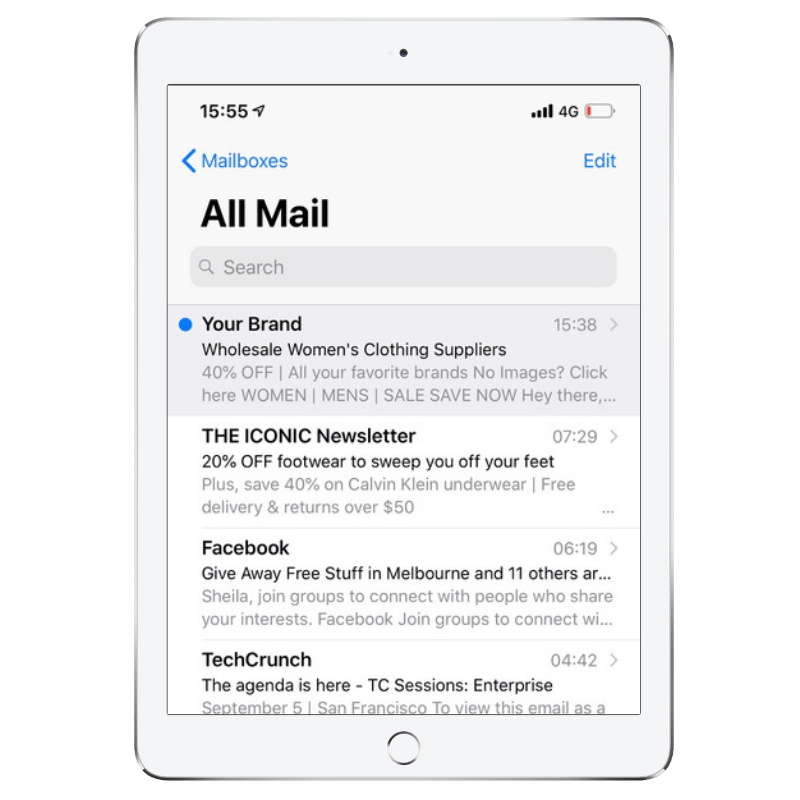 15:55 4G
Mailboxes Edit
All Mail
Search
Your Brand 15:38
Wholesale Women's Clothing Suppliers
40% OFF | All your favorite brands No Images? Click
here WOMEN | MENS | SALE SAVE NOW Hey there,...
THE ICONIC Newsletter 07:29
20% OFF footwear to sweep you off your feet
Plus, save 40% on Calvin Klein underwear | Free
delivery & returns over $50 ...
Facebook 06:19
Give Away Free Stuff in Melbourne and 11 others ar...
Sheila, join groups to connect with people who share
your interests. Facebook Join groups to connect wi...
TechCrunch 04:42
The agenda is here - TC Sessions: Enterprise
September 5 | San Francisco To view this email as a